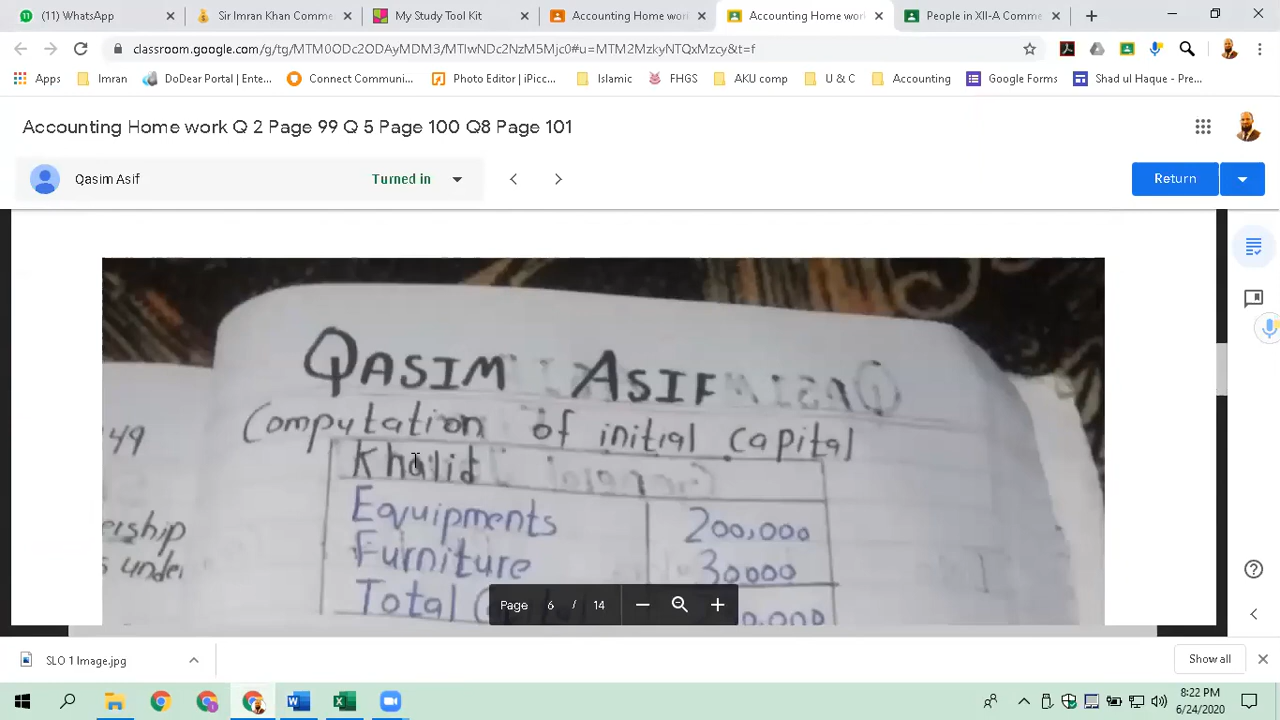 (11) WhatsApp
Sir Imran Khan Comme
My Study Tool Kit
Accounting Home wor
Accounting Home wor
People in XII-A Comme
classroom.google.com/g/tg/MTM0ODc2ODAyMDM3/MTIwNDc2NzM5Mjc0#u=MTM2MzkyNTQxMzcy&t=f
Apps
Imran
DoDear Portal | Ente...
Connect Communi...
Photo Editor | iPicc...
Islamic
FHGS
AKU comp
U & C
Accounting
Google Forms
Shad ul Haque - Pre...
Accounting Home work Q 2 Page 99 Q 5 Page 100 Q8 Page 101
Qasim Asif
Turned in
Return
QASIM ASIF
Computation of initial capital
149
Khalid
Equipments 200,000
ership
Furniture 30000
s under
Total
Page 6 / 14
SLO 1 Image.jpg
Show all
8:22 PM
6/24/2020